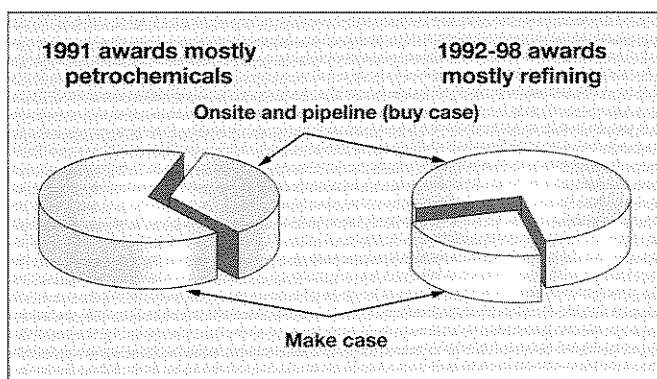 1991 awards mostly
petrochemicals
1992-98 awards
mostly refining
Onsite and pipeline (buy case)
Make case